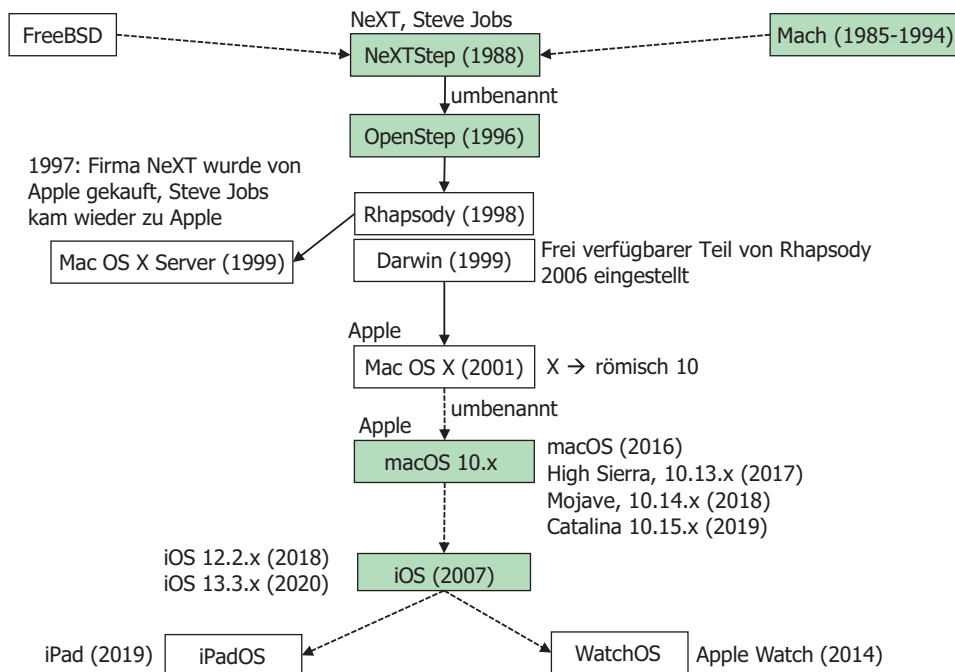 NeXT, Steve Jobs
FreeBSD
NeXTStep (1988)
Mach (1985-1994)
umbenannt
OpenStep (1996)
1997: Firma NeXT wurde von
Apple gekauft, Steve Jobs
kam wieder zu Apple
Rhapsody (1998)
Mac OS X Server (1999)
Darwin (1999)
Frei verfügbarer Teil von Rhapsody
2006 eingestellt
Apple
Mac OS X (2001)
X → römisch 10
umbenannt
Apple
macOS 10.x
macOS (2016)
High Sierra, 10.13.x (2017)
Mojave, 10.14.x (2018)
Catalina 10.15.x (2019)
iOS 12.2.x (2018)
iOS 13.3.x (2020)
iOS (2007)
iPad (2019)
iPadOS
WatchOS
Apple Watch (2014)